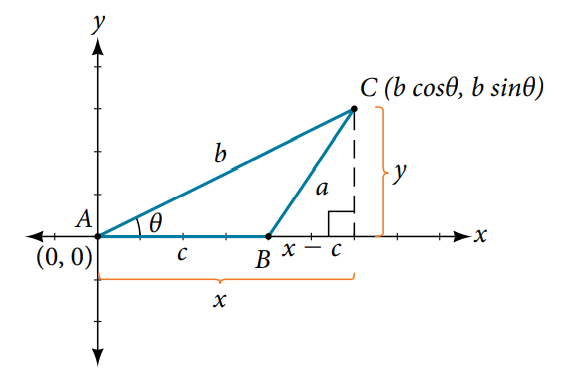 y
C (b cosθ, b sinθ)
b
y
a
A
θ
x
(0, 0)
c
B
x – c
x